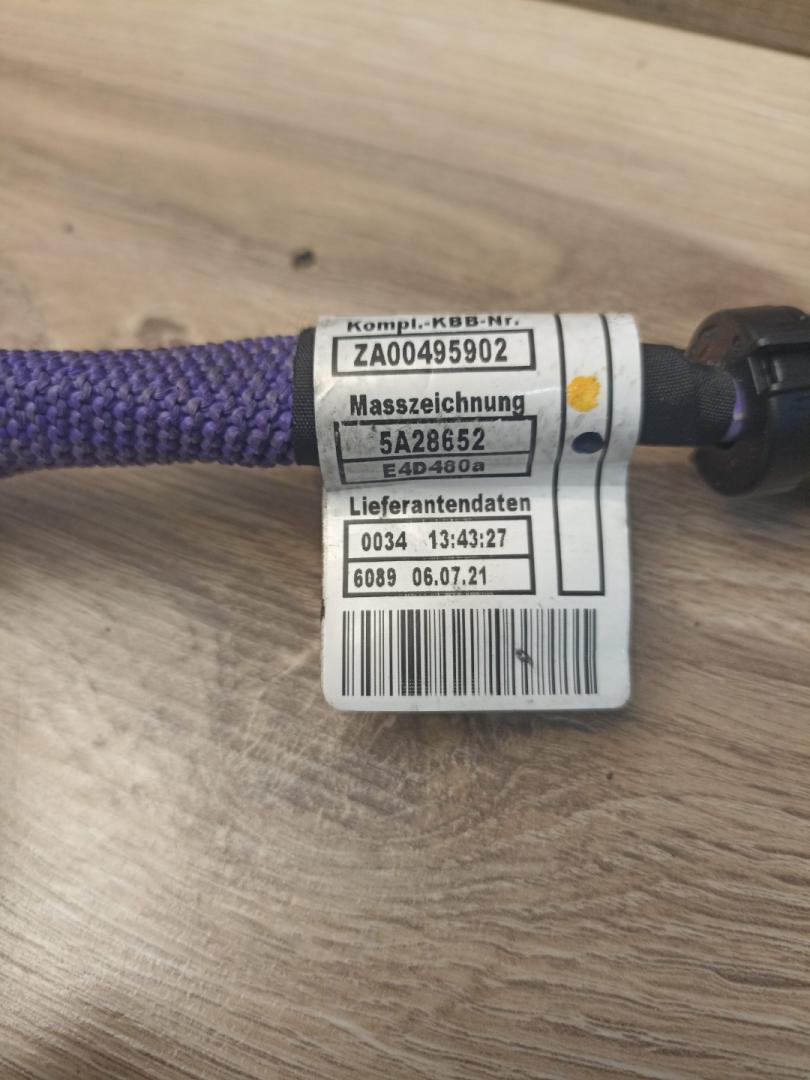 Kompl.-KBB-Nr.
ZA00495902
Masszeichnung
5A28652
E4D480a
Lieferantendaten
0034 13:43:27
6089 06.07.21